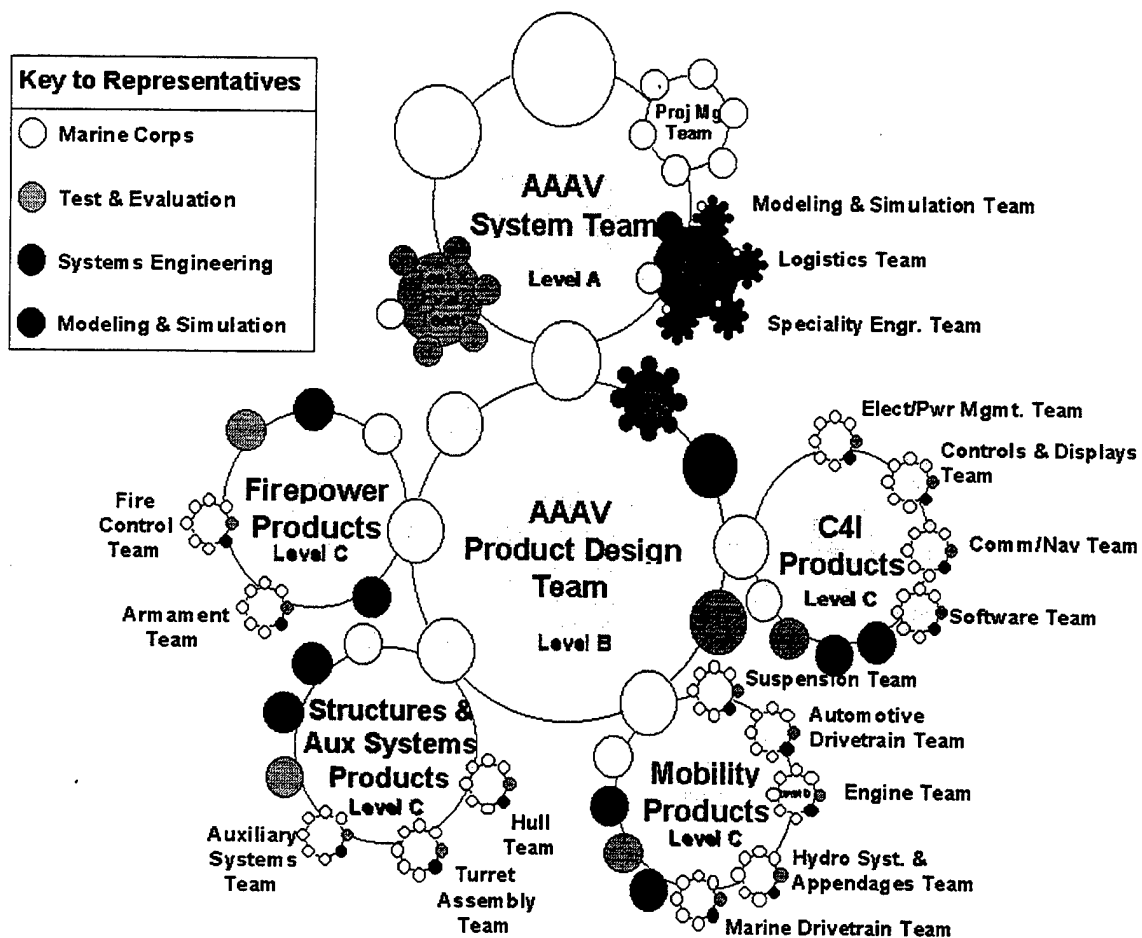 Key to Representatives
Marine Corps
Test & Evaluation
Systems Engineering
Modeling & Simulation
Proj Mg
Team
AAAV
System Team
Level A
Modeling & Simulation Team
Logistics Team
Speciality Engr. Team
Elect/Pwr Mgmt. Team
Controls & Displays
Team
Comm/Nav Team
Software Team
C4I
Products
Level C
Firepower
Products
Level C
Fire
Control
Team
Armament
Team
AAAV
Product Design
Team
Level B
Structures &
Aux Systems
Products
Level C
Auxiliary
Systems
Team
Turret
Assembly
Team
Hull
Team
Suspension Team
Automotive
Drivetrain Team
Mobility
Products
Level C
Engine Team
Hydro Syst. &
Appendages Team
Marine Drivetrain Team